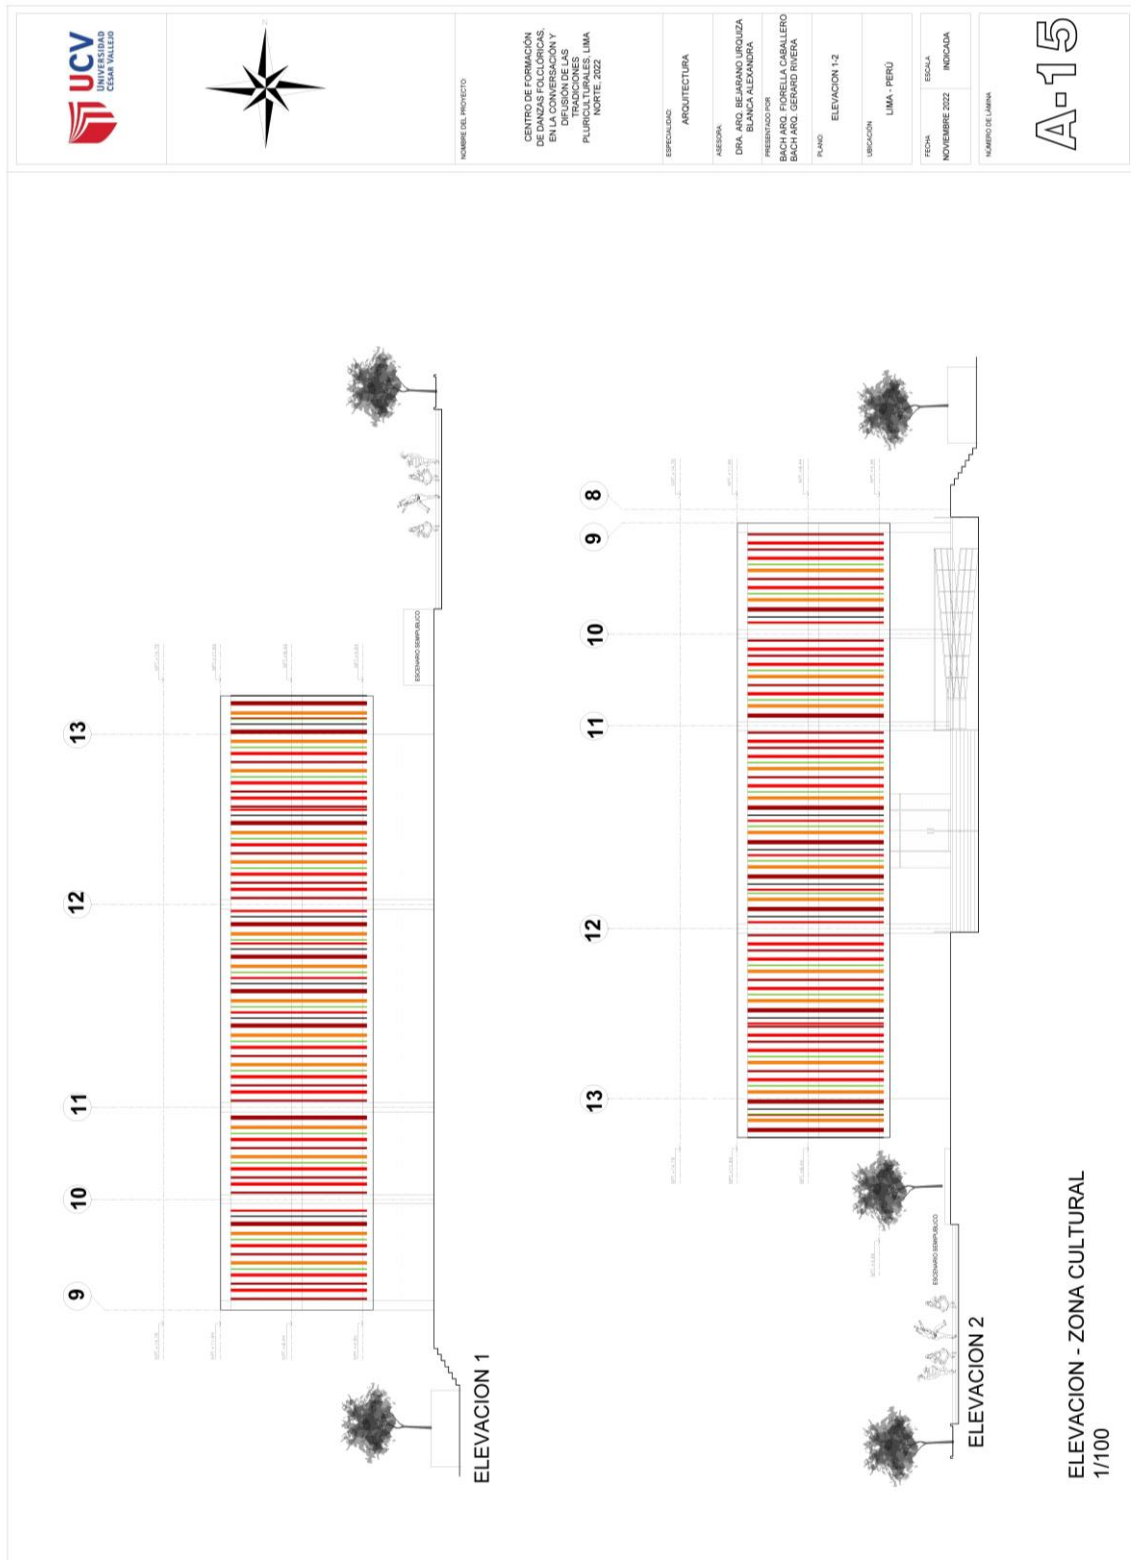 UCV
UNIVERSIDAD
CÉSAR VALLEJO
NOMBRE DEL PROYECTO:
CENTRO DE FORMACIÓN
DE DANZAS FOLCLÓRICAS,
EN LA CONVERSACIÓN Y
DIFUSIÓN DE LAS
TRADICIONES
PLURICULTURALES, LIMA
NORTE, 2022
ESPECIALIDAD:
ARQUITECTURA
ASESORA:
DRA. ARQ. BEJARANO URQUIZA
BLANCA ALEXANDRA
PRESENTADO POR
BACH ARQ. FIORELLA CABALLERO
BACH ARQ. GERARD RIVERA
PLANO:
ELEVACION 1-2
UBICACIÓN
LIMA - PERÚ
FECHA
NOVIEMBRE 2022
ESCALA
INDICADA
NÚMERO DE LÁMINA
A-15
9
10
11
12
13
ESCENARIO SEMIPUBLICO
ELEVACION 1
13
12
11
10
9
8
ESCENARIO SEMIPUBLICO
ELEVACION 2
ELEVACION - ZONA CULTURAL
1/100